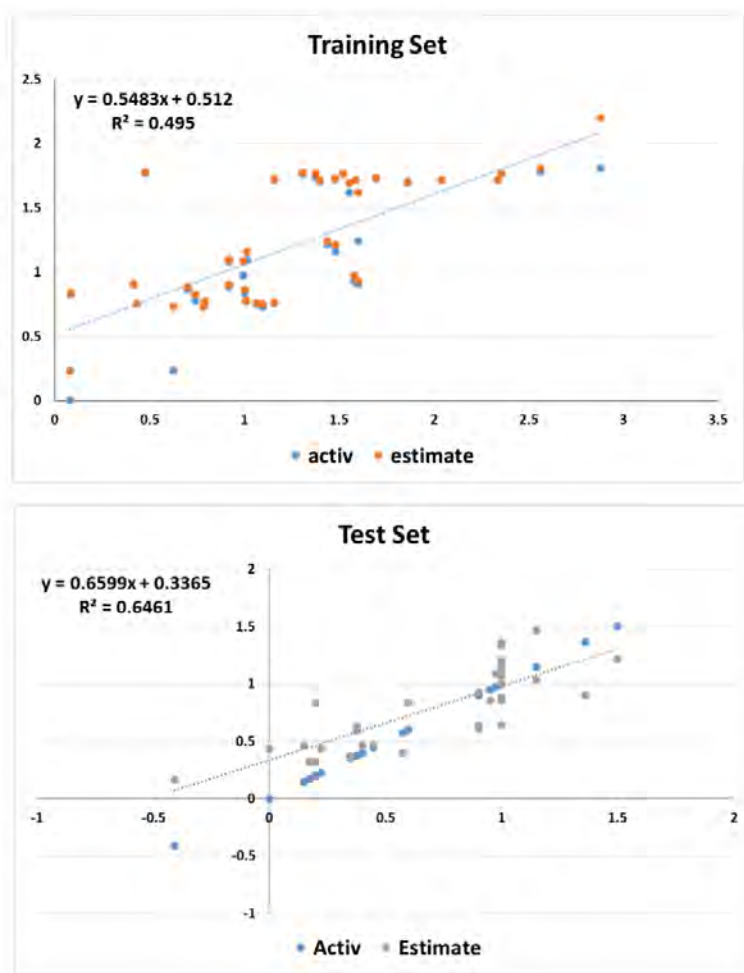 Training Set
2.5
y = 0.5483x + 0.512
R² = 0.495
2
1.5
1
0.5
0
0 0.5 1 1.5 2 2.5 3 3.5
activ estimate
Test Set
2
y = 0.6599x + 0.3365
R² = 0.6461
1.5
1
0.5
0
-1 -0.5 0 0.5 1 1.5 2
-0.5
-1
Activ Estimate